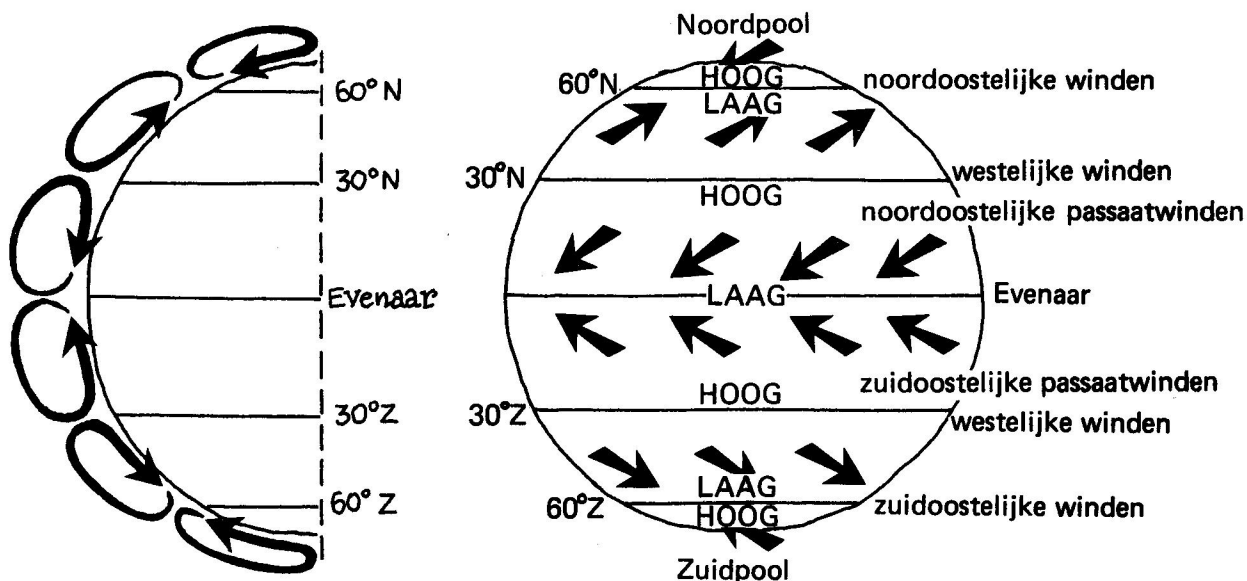 60°N
30°N
Evenaar
30°Z
60°Z
Noordpool
HOOG
60°N
noordoostelijke winden
LAAG
westelijke winden
30°N
HOOG
noordoostelijke passaatwinden
LAAG
Evenaar
zuidoostelijke passaatwinden
HOOG
30°Z
westelijke winden
LAAG
60°Z
zuidoostelijke winden
HOOG
Zuidpool